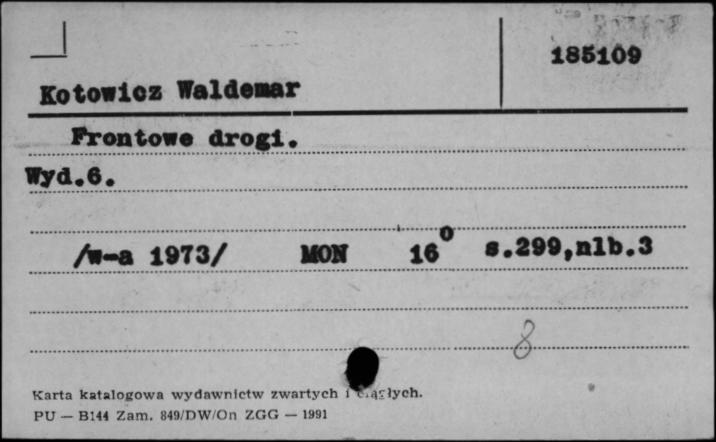 185109
Kotowicz Waldemar
Frontowe drogi.
Wyd.6.
/w-a 1973/ MON 16° s.299,nlb.3
8
Karta katalogowa wydawnictw zwartych i ciągłych.
PU — B144 Zam. 849/DW/On ZGG — 1991